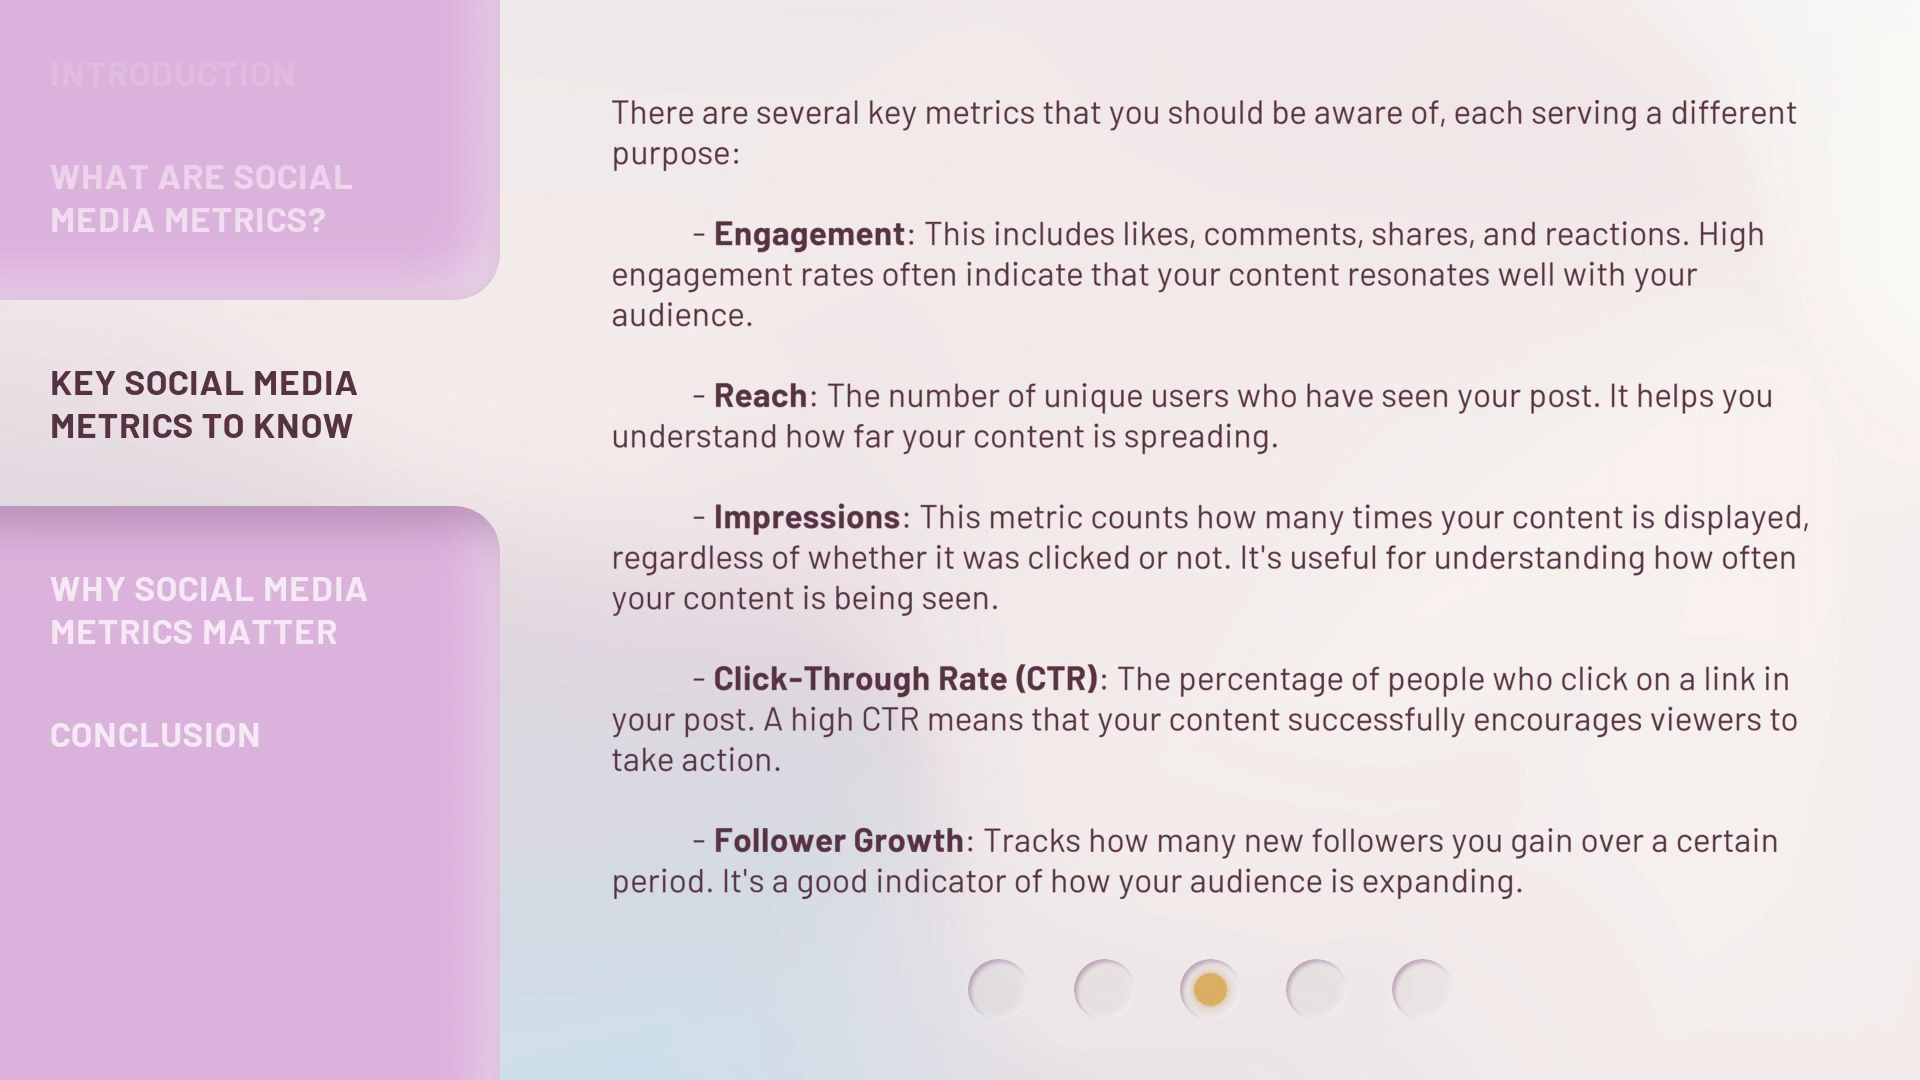 INTRODUCTION
WHAT ARE SOCIAL
MEDIA METRICS?
KEY SOCIAL MEDIA
METRICS TO KNOW
WHY SOCIAL MEDIA
METRICS MATTER
CONCLUSION
There are several key metrics that you should be aware of, each serving a different
purpose:
- Engagement: This includes likes, comments, shares, and reactions. High
engagement rates often indicate that your content resonates well with your
audience.
- Reach: The number of unique users who have seen your post. It helps you
understand how far your content is spreading.
- Impressions: This metric counts how many times your content is displayed,
regardless of whether it was clicked or not. It's useful for understanding how often
your content is being seen.
- Click-Through Rate (CTR): The percentage of people who click on a link in
your post. A high CTR means that your content successfully encourages viewers to
take action.
- Follower Growth: Tracks how many new followers you gain over a certain
period. It's a good indicator of how your audience is expanding.